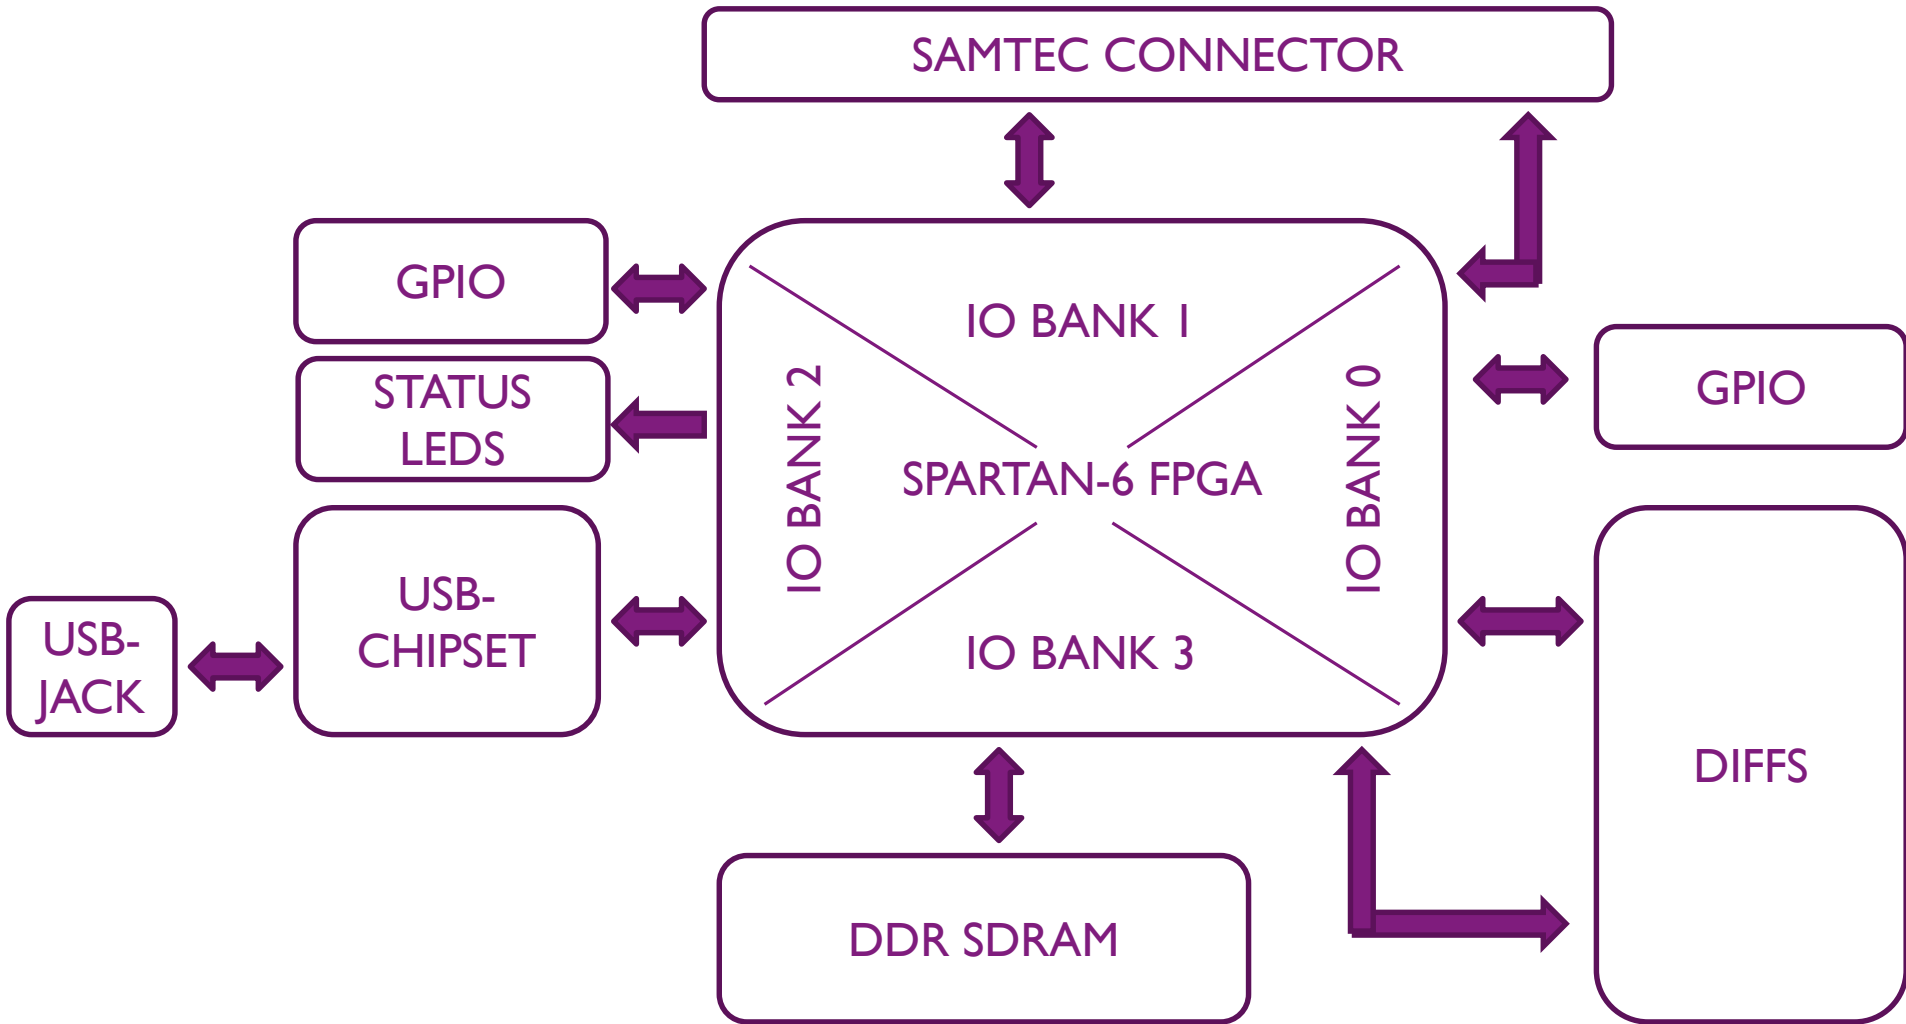 SAMTEC CONNECTOR
GPIO
IO BANK 1
GPIO
STATUS
LEDS
IO BANK 2
IO BANK 0
SPARTAN-6 FPGA
USB-
CHIPSET
USB-
JACK
IO BANK 3
DIFFS
DDR SDRAM